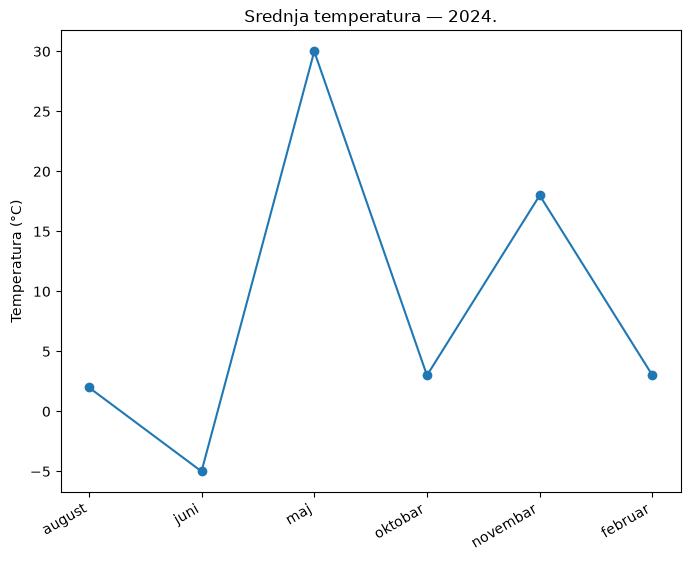 Srednja temperatura — 2024.
Temperatura (°C)
30
25
20
15
10
5
0
−5
august
juni
maj
oktobar
novembar
februar